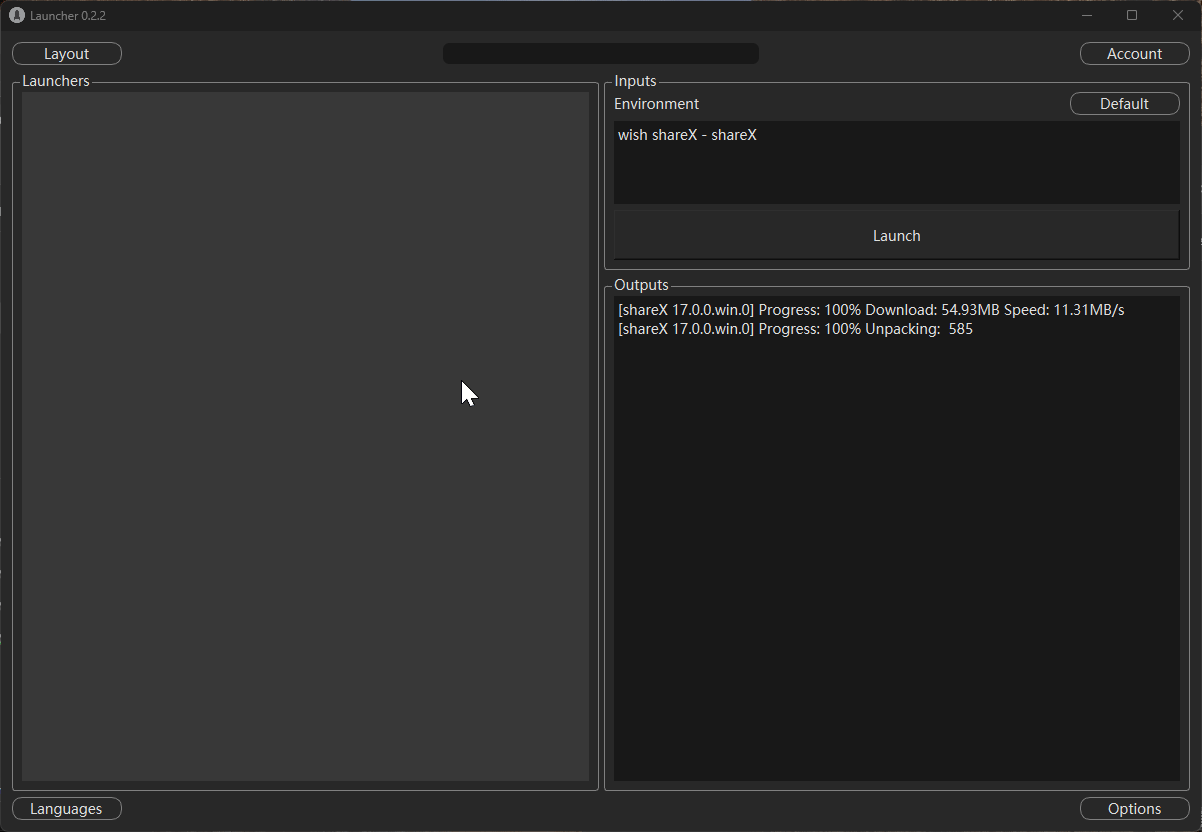 Launcher 0.2.2
Layout
Account
Launchers
Inputs
Environment
Default
wish shareX - shareX
Launch
Outputs
[shareX 17.0.0.win.0] Progress: 100% Download: 54.93MB Speed: 11.31MB/s
[shareX 17.0.0.win.0] Progress: 100% Unpacking:  585
Languages
Options